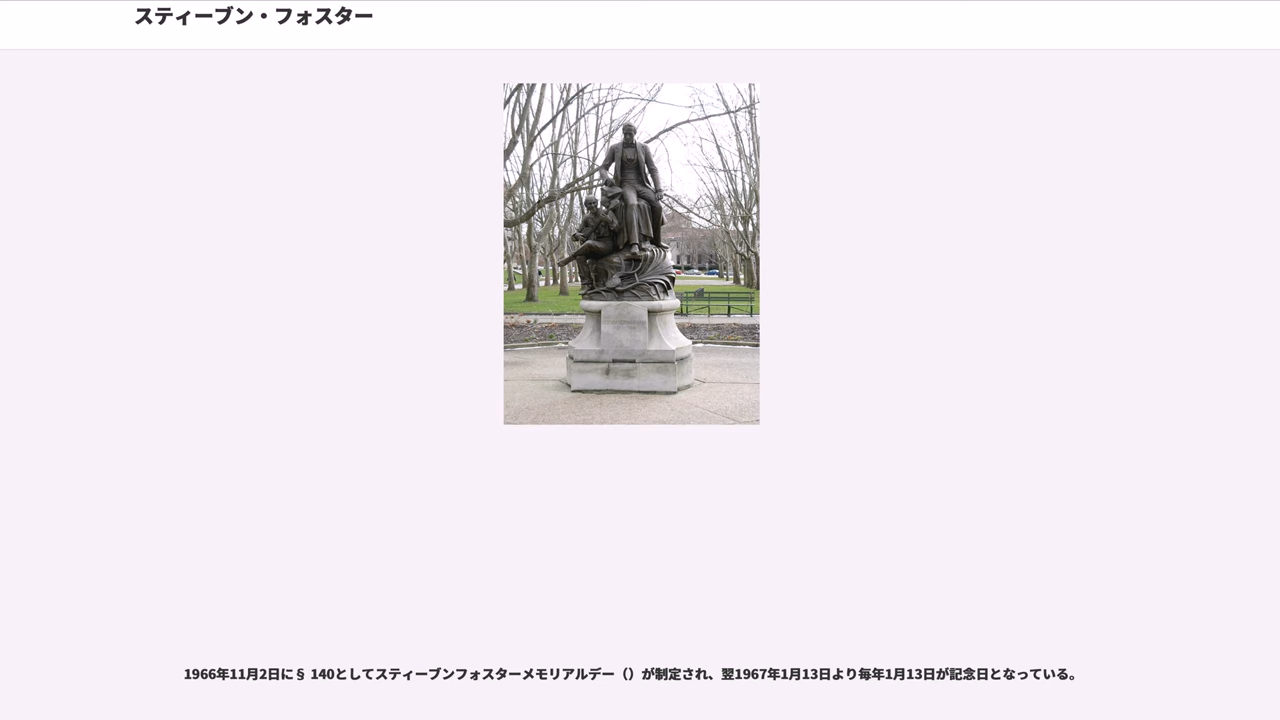 スティーブン・フォスター
1966年11月2日に§ 140としてスティーブンフォスターメモリアルデー（）が制定され、翌1967年1月13日より毎年1月13日が記念日となっている。